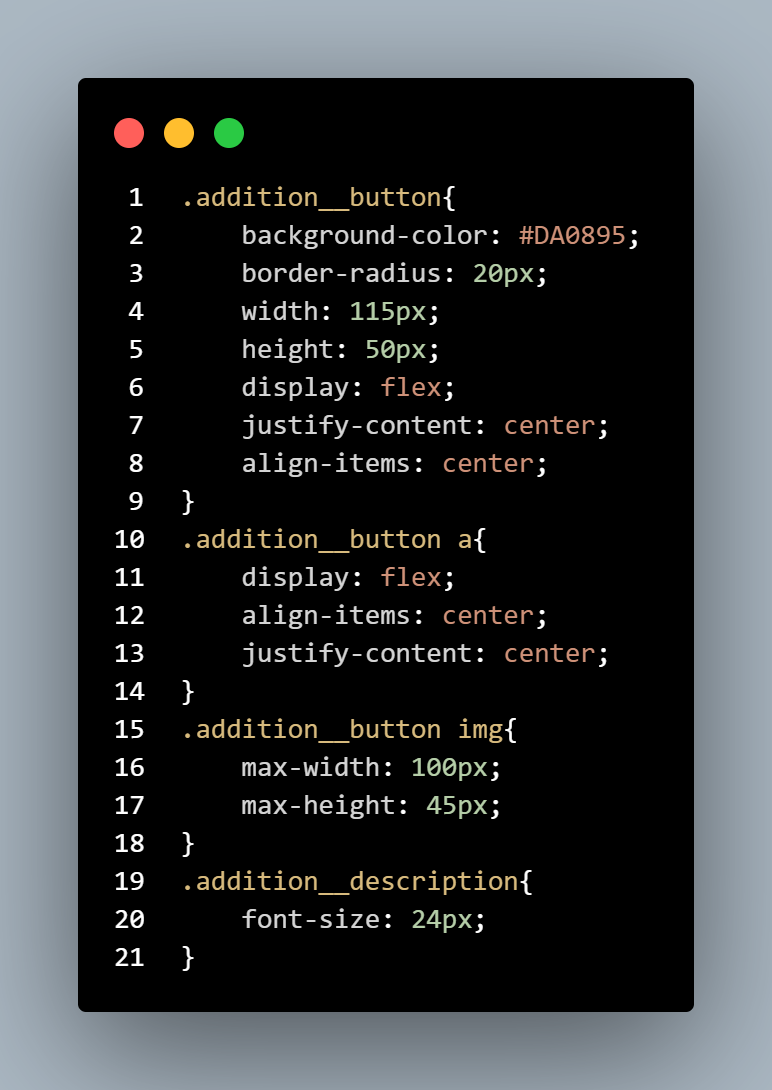 1 .addition__button{
2     background-color: #DA0895;
3     border-radius: 20px;
4     width: 115px;
5     height: 50px;
6     display: flex;
7     justify-content: center;
8     align-items: center;
9 }
10 .addition__button a{
11     display: flex;
12     align-items: center;
13     justify-content: center;
14 }
15 .addition__button img{
16     max-width: 100px;
17     max-height: 45px;
18 }
19 .addition__description{
20     font-size: 24px;
21 }